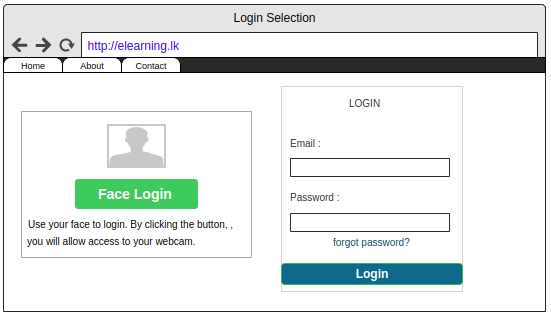 Login Selection
http://elearning.lk
Home About Contact
Face Login
Use your face to login. By clicking the button, ,
you will allow access to your webcam.
LOGIN
Email :
Password :
forgot password?
Login